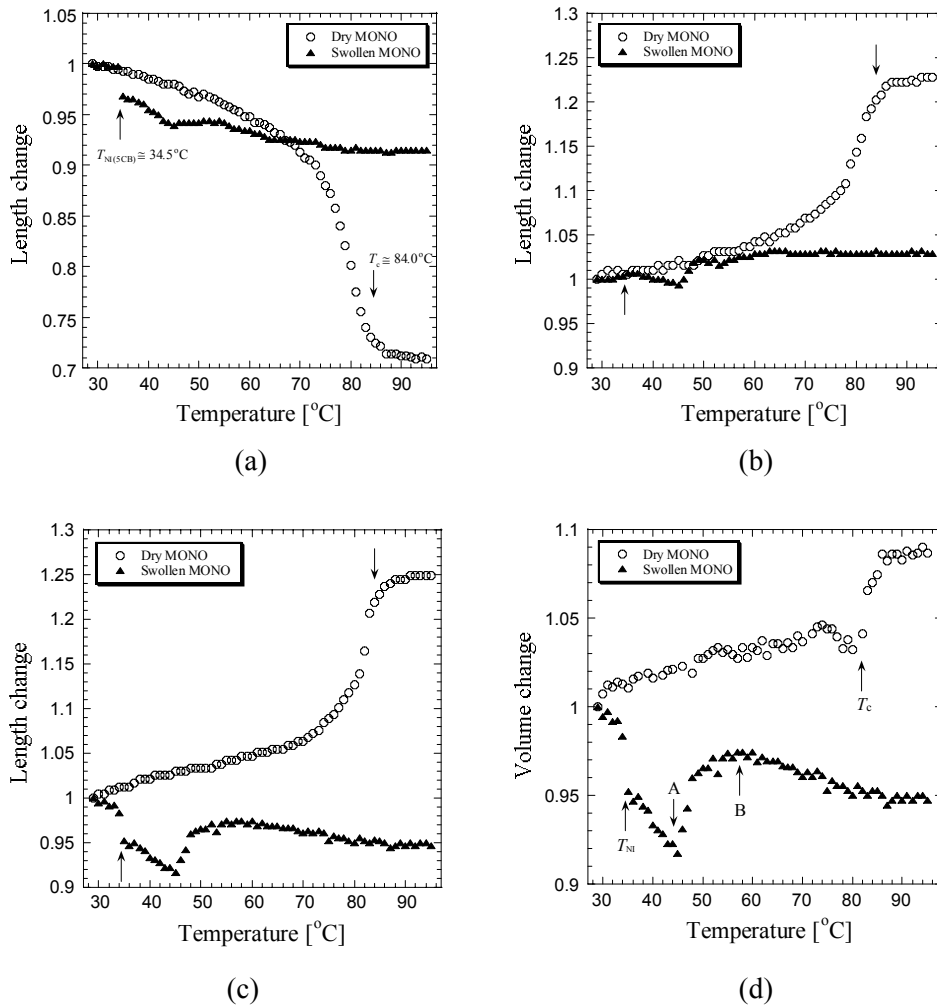 1.05
1
0.95
0.9
0.85
0.8
0.75
0.7
Length change
Dry MONO
Swollen MONO
T_NI(5CB) ≅ 34.5°C
T_c ≅ 84.0°C
30 40 50 60 70 80 90
Temperature [°C]
(a)
1.3
1.25
1.2
1.15
1.1
1.05
1
0.95
0.9
Length change
Dry MONO
Swollen MONO
30 40 50 60 70 80 90
Temperature [°C]
(b)
1.3
1.25
1.2
1.15
1.1
1.05
1
0.95
0.9
Length change
Dry MONO
Swollen MONO
30 40 50 60 70 80 90
Temperature [°C]
(c)
1.1
1.05
1
0.95
0.9
Volume change
Dry MONO
Swollen MONO
T_c
A
B
T_NI
30 40 50 60 70 80 90
Temperature [°C]
(d)